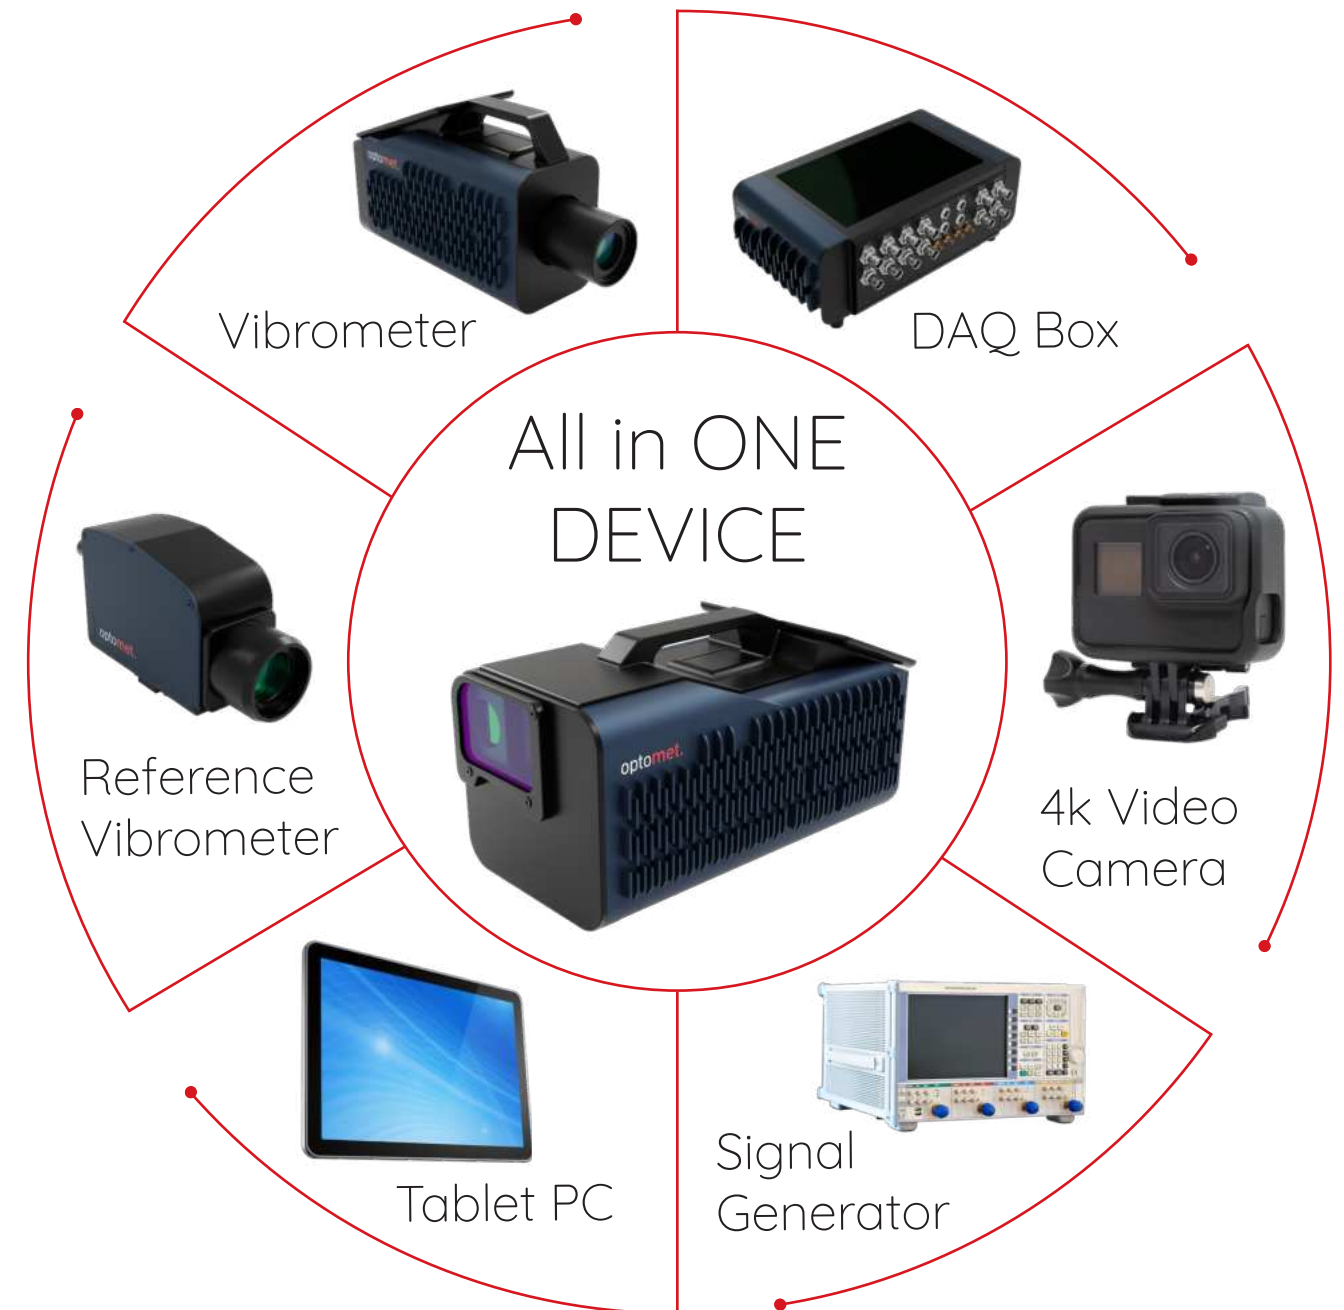 optomet.
Vibrometer
DAQ Box
All in ONE
DEVICE
optomet.
optomet.
Reference
Vibrometer
4k Video
Camera
Tablet PC
Signal
Generator